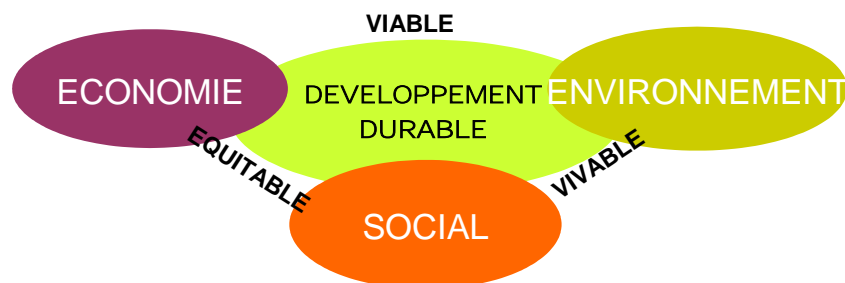 VIABLE
ECONOMIE
DEVELOPPEMENT
DURABLE
ENVIRONNEMENT
EQUITABLE
VIVABLE
SOCIAL